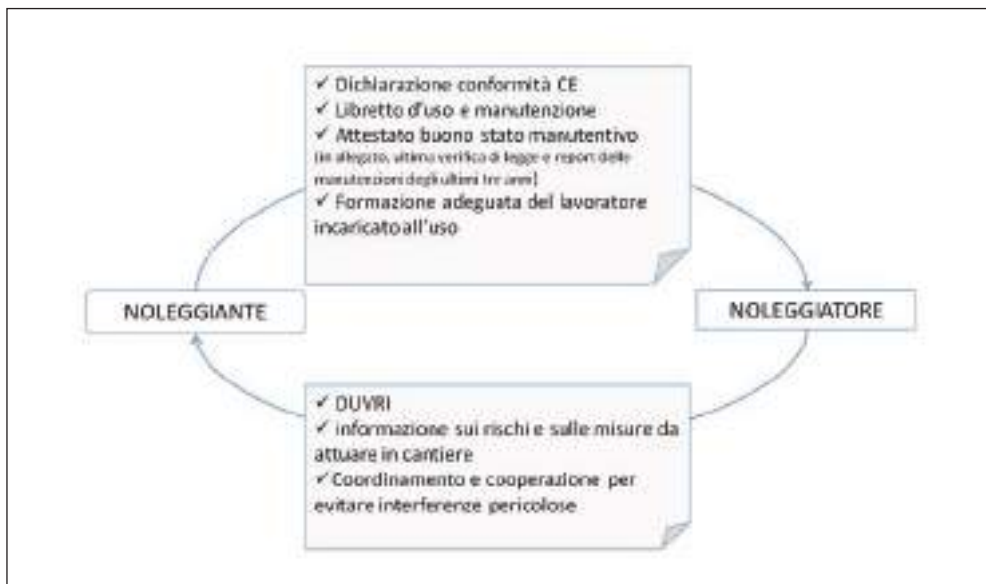 ✓ Dichiarazione conformità CE
✓ Libretto d'uso e manutenzione
✓ Attestato buono stato manutentivo
(in allegato, ultima verifica di legge e report delle
manutenzioni degli ultimi tre anni)
✓ Formazione adeguata del lavoratore
incaricato all'uso
NOLEGGIANTE
NOLEGGIATORE
✓ DUVRI
✓ informazione sui rischi e sulle misure da
attuare in cantiere
✓Coordinamento e cooperazione per
evitare interferenze pericolose